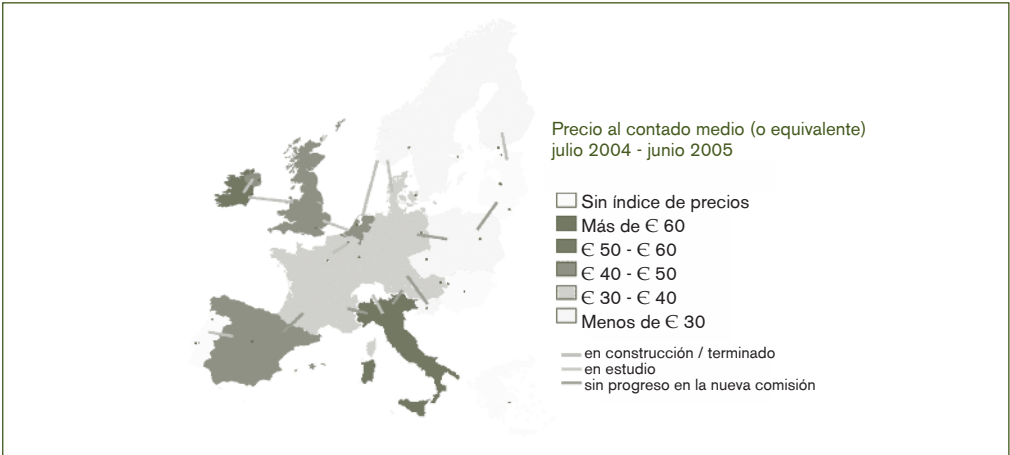 Precio al contado medio (o equivalente)
julio 2004 - junio 2005
Sin índice de precios
Más de € 60
€ 50 - € 60
€ 40 - € 50
€ 30 - € 40
Menos de € 30
en construcción / terminado
en estudio
sin progreso en la nueva comisión